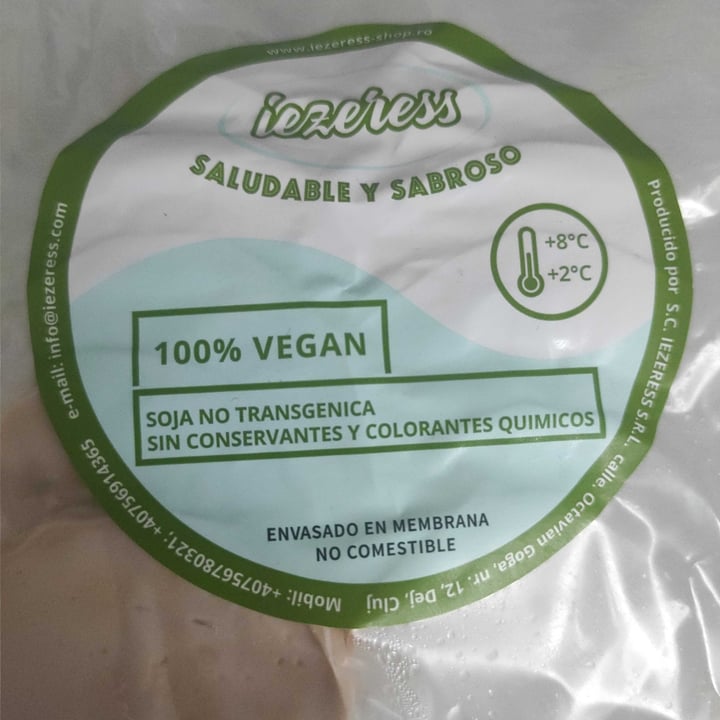 www.iezeress-shop.ro
iezeress
SALUDABLE Y SABROSO
+8°C
+2°C
100% VEGAN
SOJA NO TRANSGENICA
SIN CONSERVANTES Y COLORANTES QUIMICOS
ENVASADO EN MEMBRANA
NO COMESTIBLE
Producido por S.C. IEZERESS S.R.L. calle. Octavian Goga, nr. 12, Dej, Cluj
Mobil: +40756780321, +40756914365
e-mail: info@iezeress.com